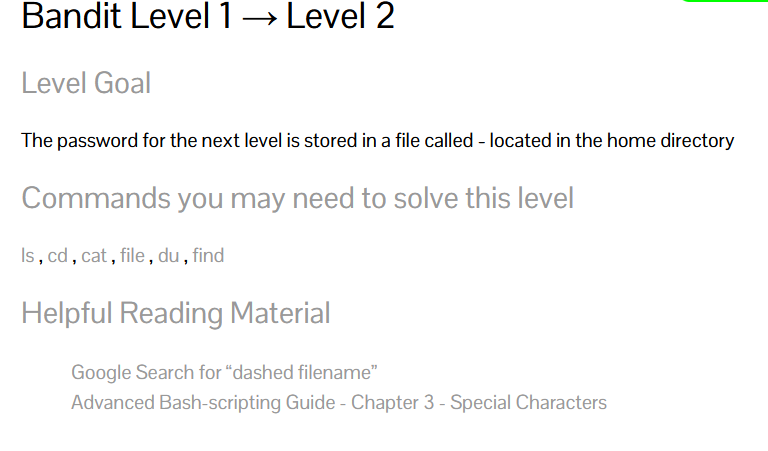 Bandit Level 1 → Level 2
Level Goal
The password for the next level is stored in a file called - located in the home directory
Commands you may need to solve this level
ls , cd , cat , file , du , find
Helpful Reading Material
Google Search for “dashed filename”
Advanced Bash-scripting Guide - Chapter 3 - Special Characters